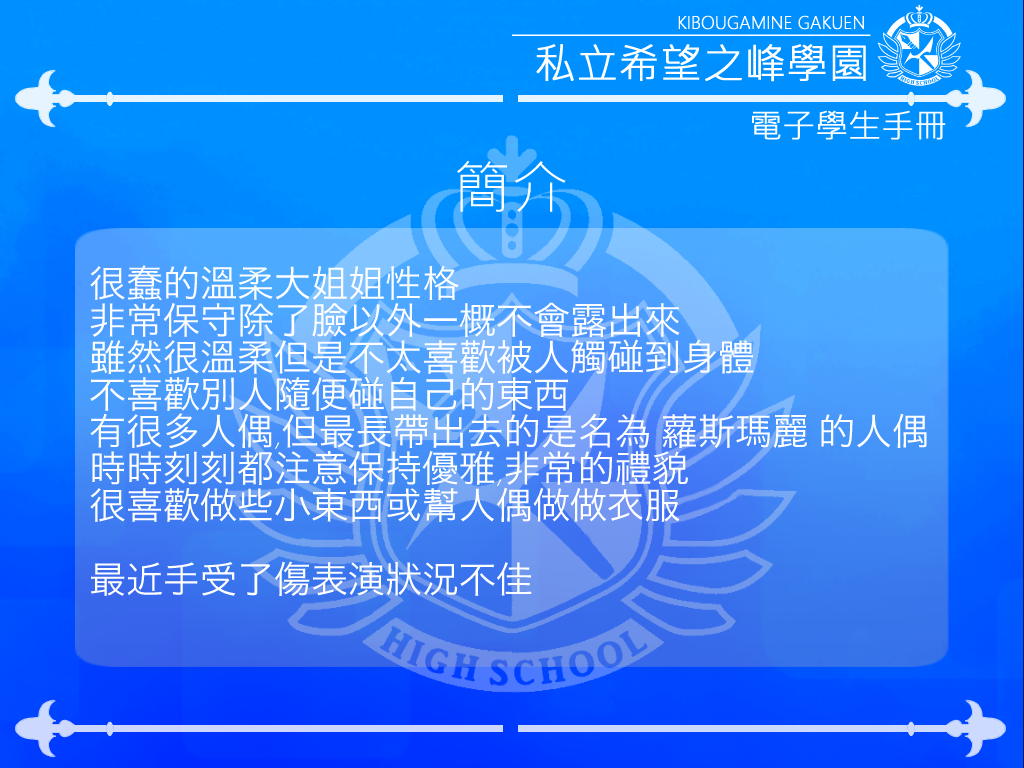 KIBOUGAMINE GAKUEN
私立希望之峰學園
HIGH SCHOOL
電子學生手冊
簡介
很蠢的溫柔大姐姐性格
非常保守除了臉以外一概不會露出來
雖然很溫柔但是不太喜歡被人觸碰到身體
不喜歡別人隨便碰自己的東西
有很多人偶,但最長帶出去的是名為 蘿斯瑪麗 的人偶
時時刻刻都注意保持優雅,非常的禮貌
很喜歡做些小東西或幫人偶做做衣服
最近手受了傷表演狀況不佳
HIGH SCHOOL